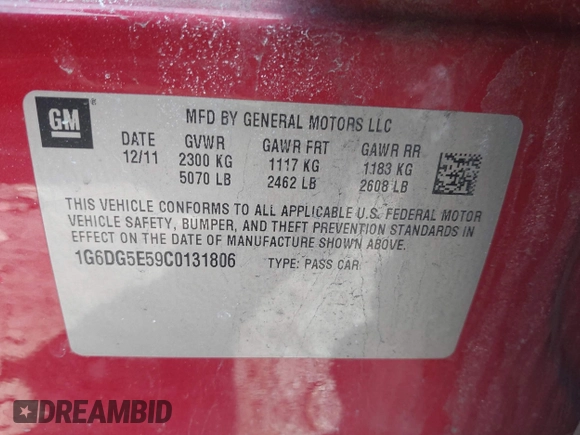 GM
MFD BY GENERAL MOTORS LLC
DATE GVWR GAWR FRT GAWR RR
12/11 2300 KG 1117 KG 1183 KG
5070 LB 2462 LB 2608 LB
THIS VEHICLE CONFORMS TO ALL APPLICABLE U.S. FEDERAL MOTOR
VEHICLE SAFETY, BUMPER, AND THEFT PREVENTION STANDARDS IN
EFFECT ON THE DATE OF MANUFACTURE SHOWN ABOVE.
1G6DG5E59C0131806 TYPE: PASS CAR
DREAMBID